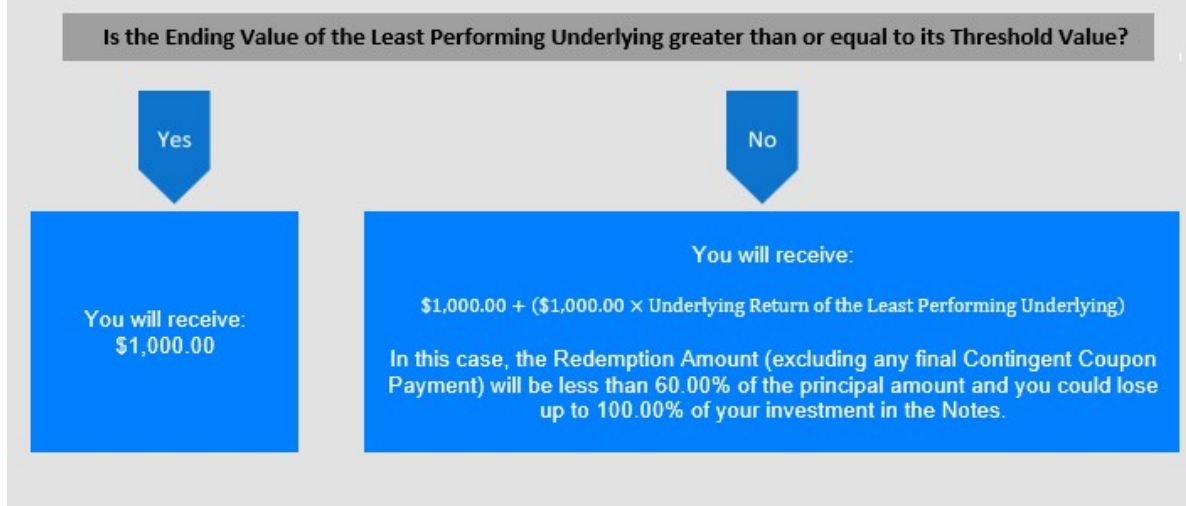 Is the Ending Value of the Least Performing Underlying greater than or equal to its Threshold Value?
Yes
No
You will receive:
$1,000.00
You will receive:
$1,000.00 + ($1,000.00 × Underlying Return of the Least Performing Underlying)
In this case, the Redemption Amount (excluding any final Contingent Coupon
Payment) will be less than 60.00% of the principal amount and you could lose
up to 100.00% of your investment in the Notes.